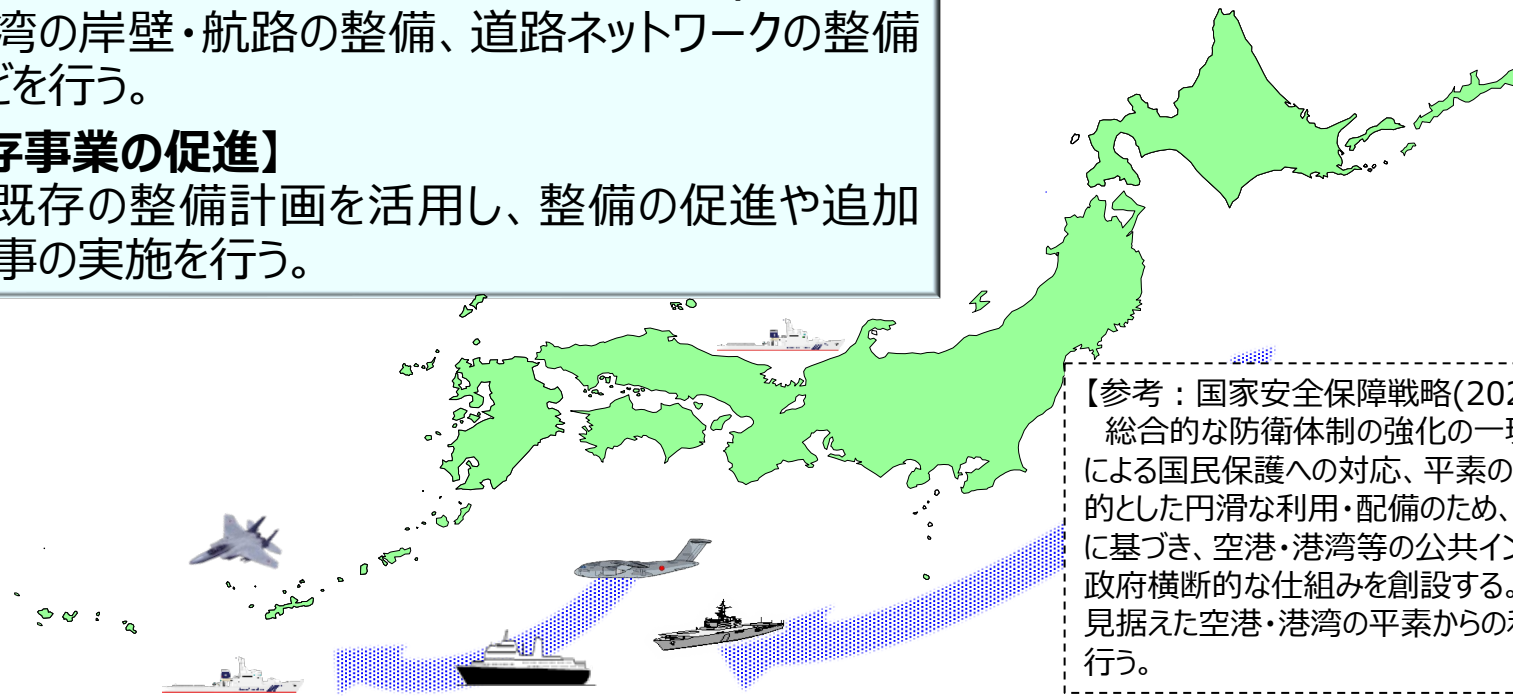 湾の岸壁・航路の整備、道路ネットワークの整備
どを行う。
存事業の促進】
既存の整備計画を活用し、整備の促進や追加
事の実施を行う。
【参考：国家安全保障戦略(202
総合的な防衛体制の強化の一環
による国民保護への対応、平素の
的とした円滑な利用・配備のため、
に基づき、空港・港湾等の公共イン
政府横断的な仕組みを創設する。
見据えた空港・港湾の平素からの利
行う。